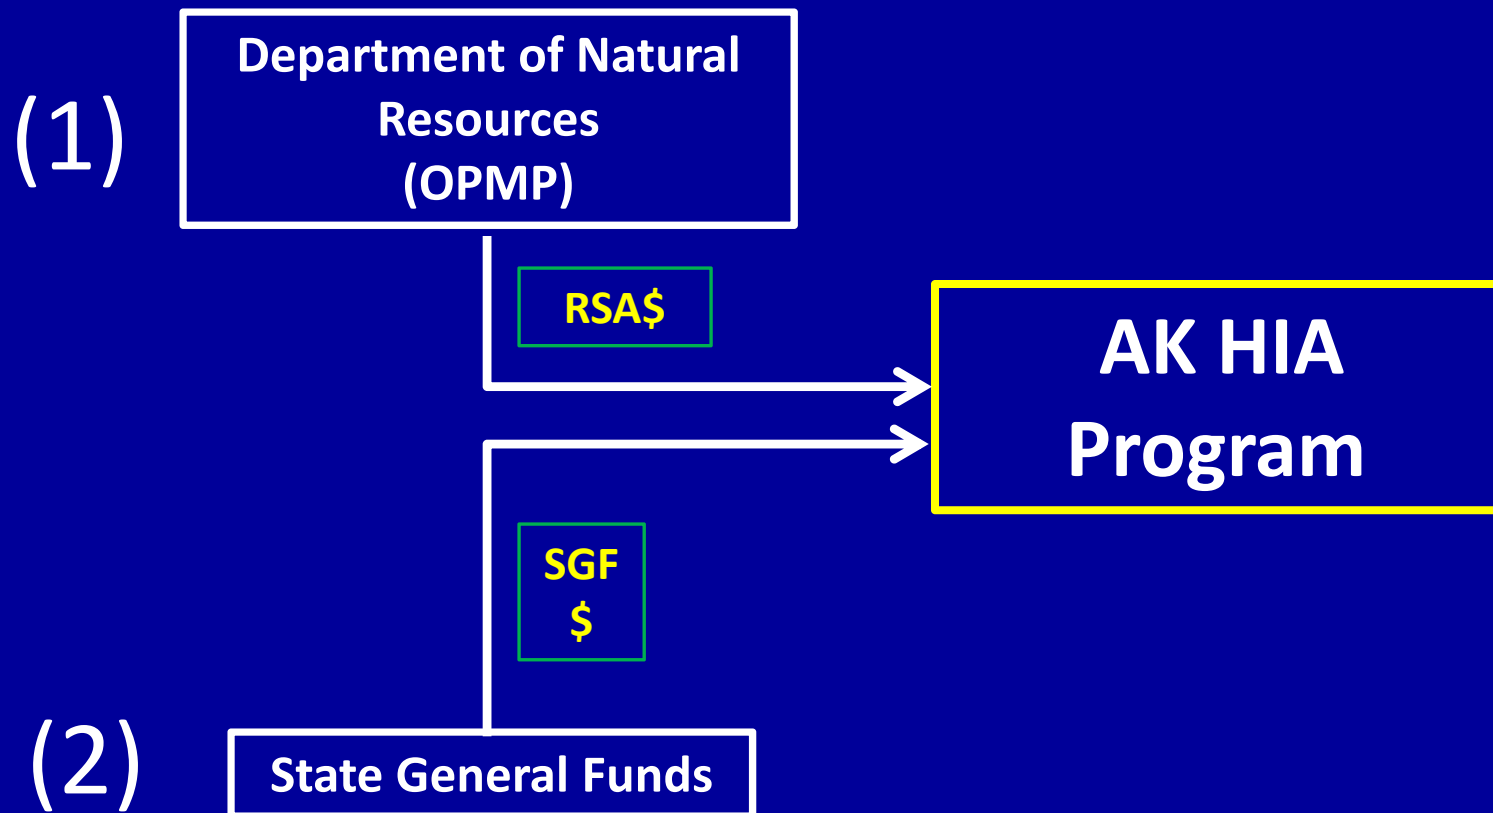 (1)
Department of Natural
Resources
(OPMP)
RSA$
AK HIA
Program
SGF
$
(2)
State General Funds